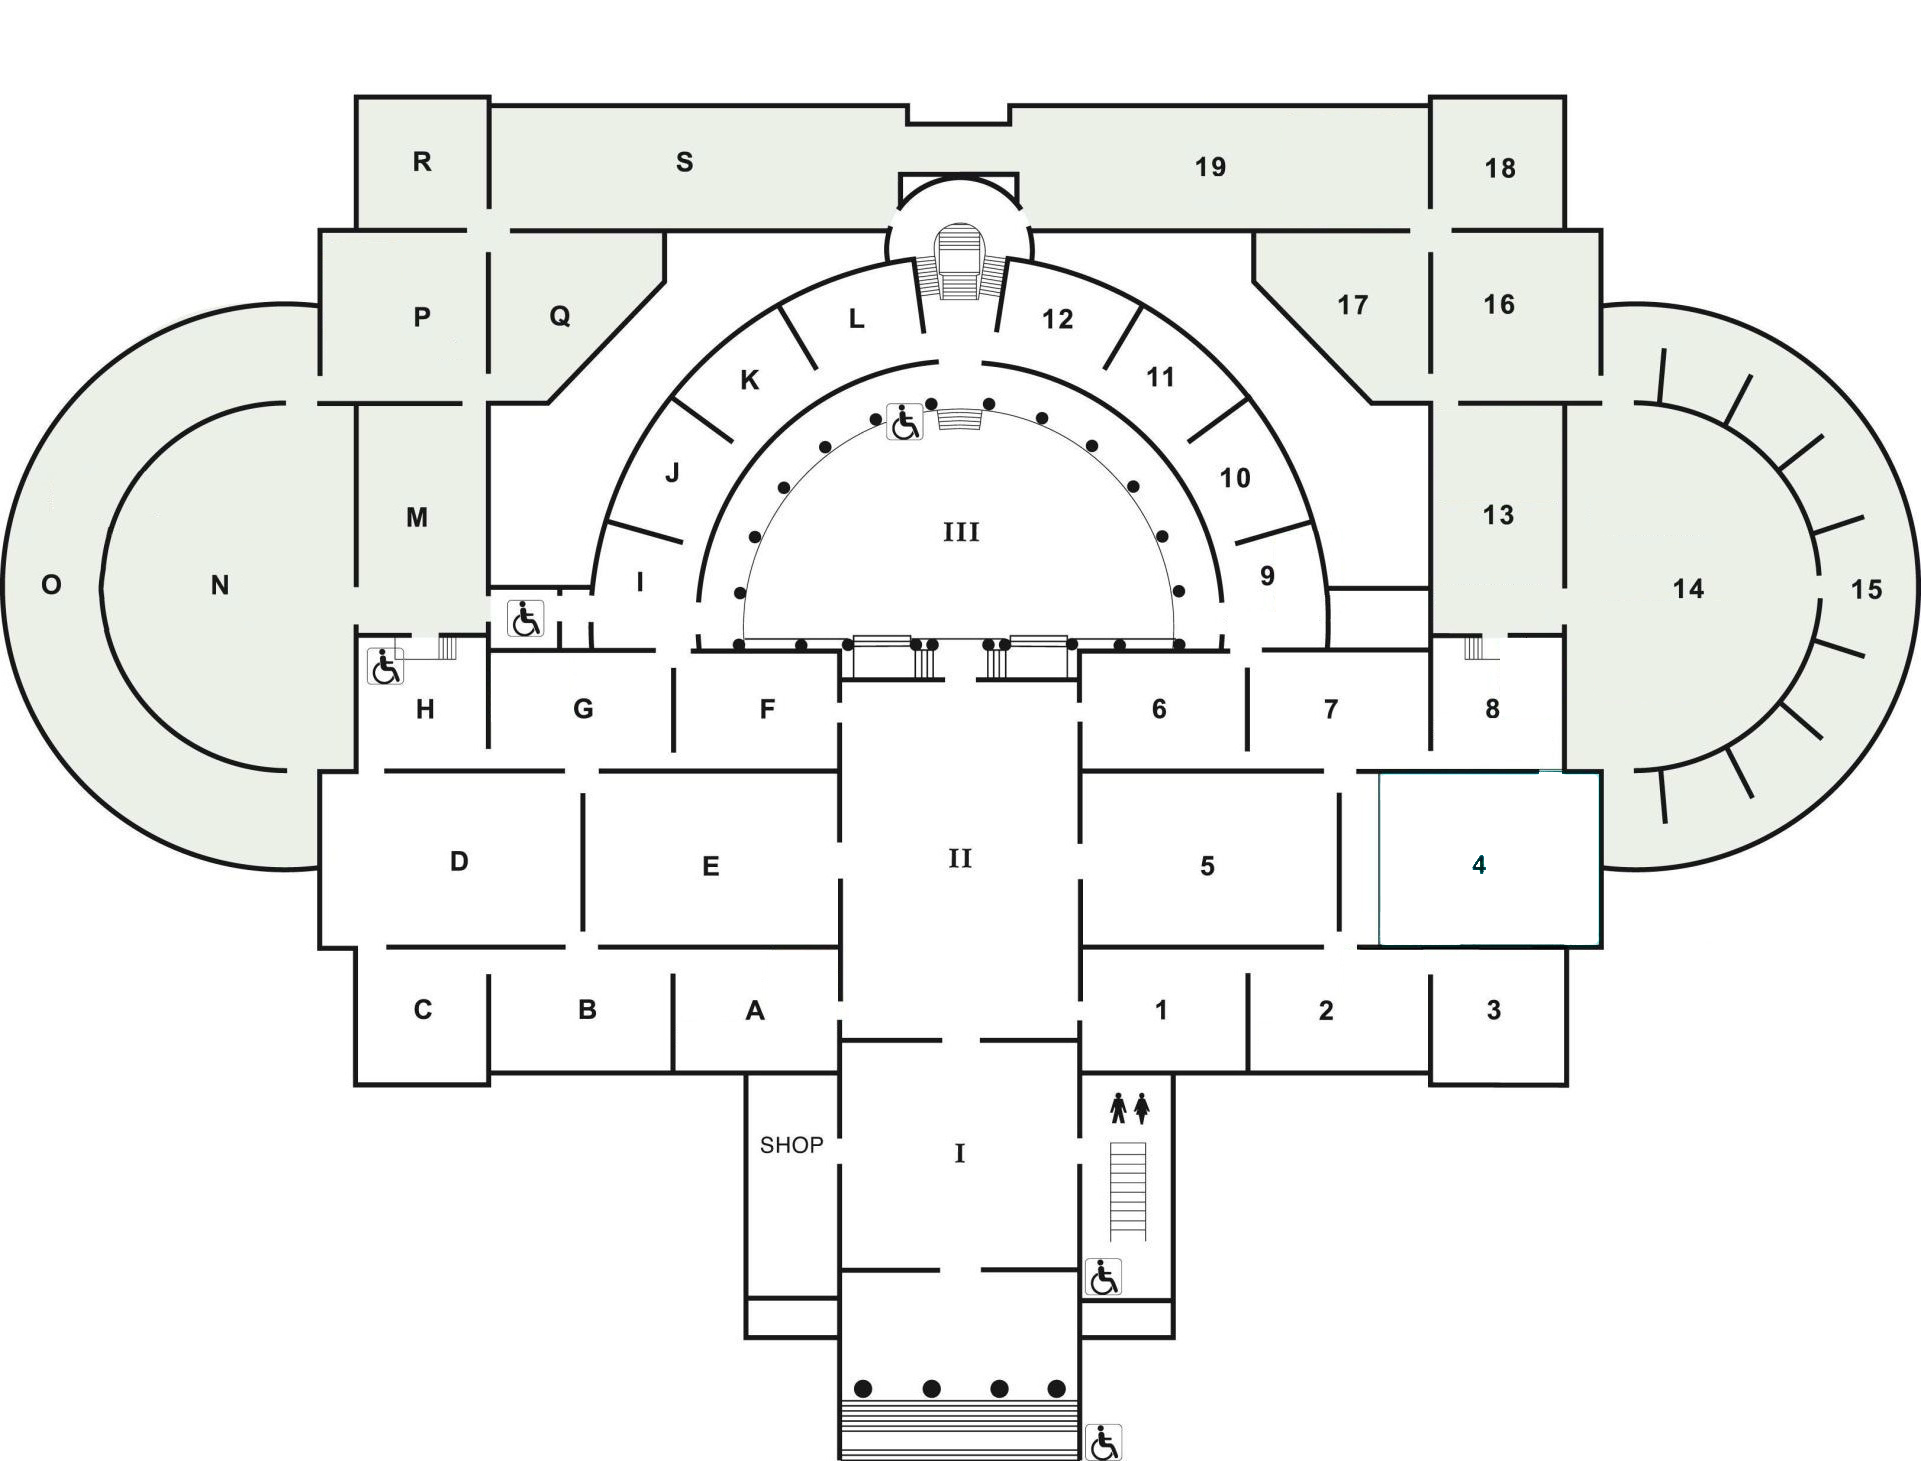 R S 19 18
P Q L 12 17 16
K 11
J 10
III
M 13
O N I 9 14 15
H G F 6 7 8
D E II 5 4
C B A 1 2 3
SHOP I